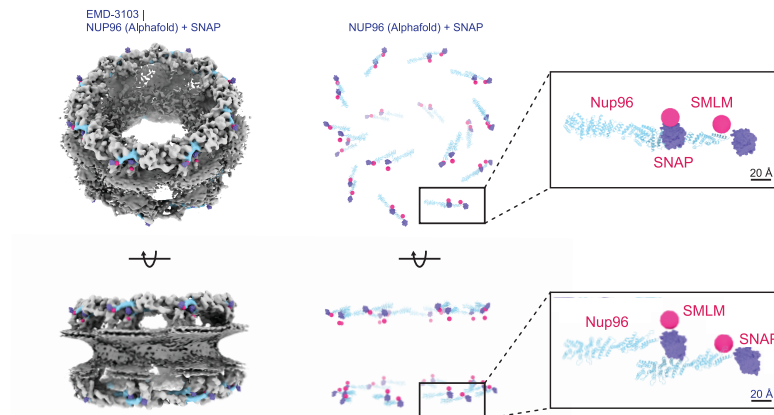 EMD-3103 |
NUP96 (Alphafold) + SNAP
NUP96 (Alphafold) + SNAP
Nup96
SMLM
SNAP
20 Å
SMLM
Nup96
SNAP
20 Å